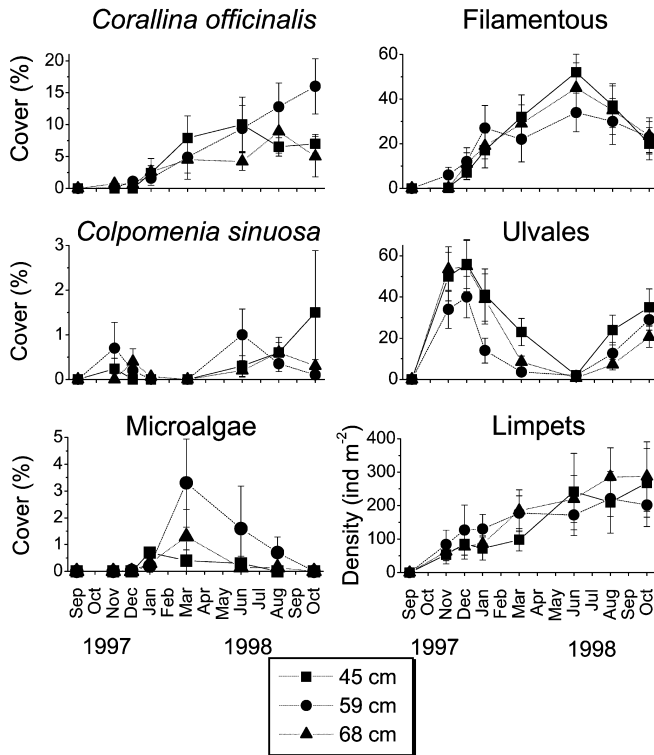 Corallina officinalis
Filamentous
Cover (%)
20
15
10
5
0
60
40
20
0
Colpomenia sinuosa
Ulvales
Cover (%)
3
2
1
0
60
40
20
0
Microalgae
Limpets
Cover (%)
5
4
3
2
1
0
Density (ind m-2)
400
300
200
100
0
Sep Oct Nov Dec Jan Feb Mar Apr May Jun Jul Aug Sep Oct
Sep Oct Nov Dec Jan Feb Mar Apr May Jun Jul Aug Sep Oct
1997 1998
1997 1998
45 cm
59 cm
68 cm